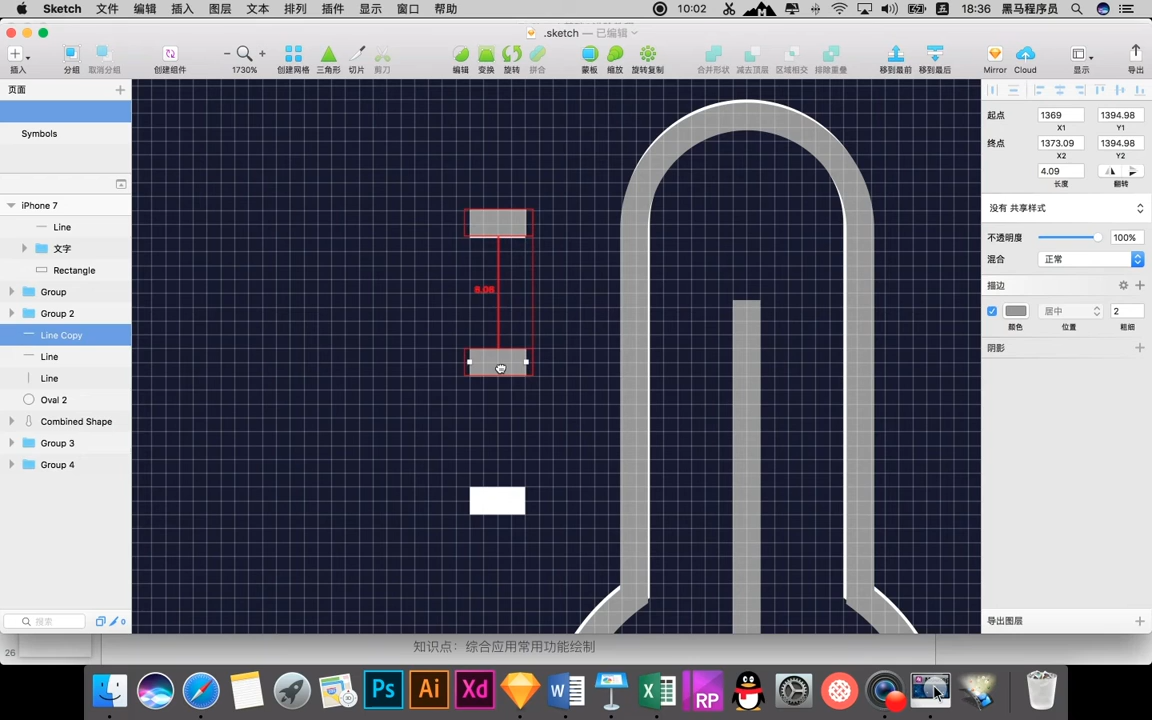 Sketch 文件 编辑 插入 图层 文本 排列 插件 显示 窗口 帮助 10:02 五 18:36 黑马程序员
.sketch — 已编辑
插入 分组 取消分组 创建组件 1730% 创建网格 三角形 切片 剪刀 编辑 变换 旋转 拼合 蒙板 缩放 旋转复制 合并形状 减去顶层 区域相交 排除重叠 移到最前 移到最后 Mirror Cloud 显示 导出
页面
Symbols
iPhone 7
Line
文字
Rectangle
Group
Group 2
Line Copy
Line
Line
Oval 2
Combined Shape
Group 3
Group 4
搜索 0
起点 1369 1394.98
X1 Y1
终点 1373.09 1394.98
X2 Y2
4.09
长度 翻转
没有 共享样式
不透明度 100%
混合 正常
描边
居中 2
颜色 位置 粗细
阴影
导出图层
26 知识点：综合应用常用功能绘制
Ps Ai Xd W X RP